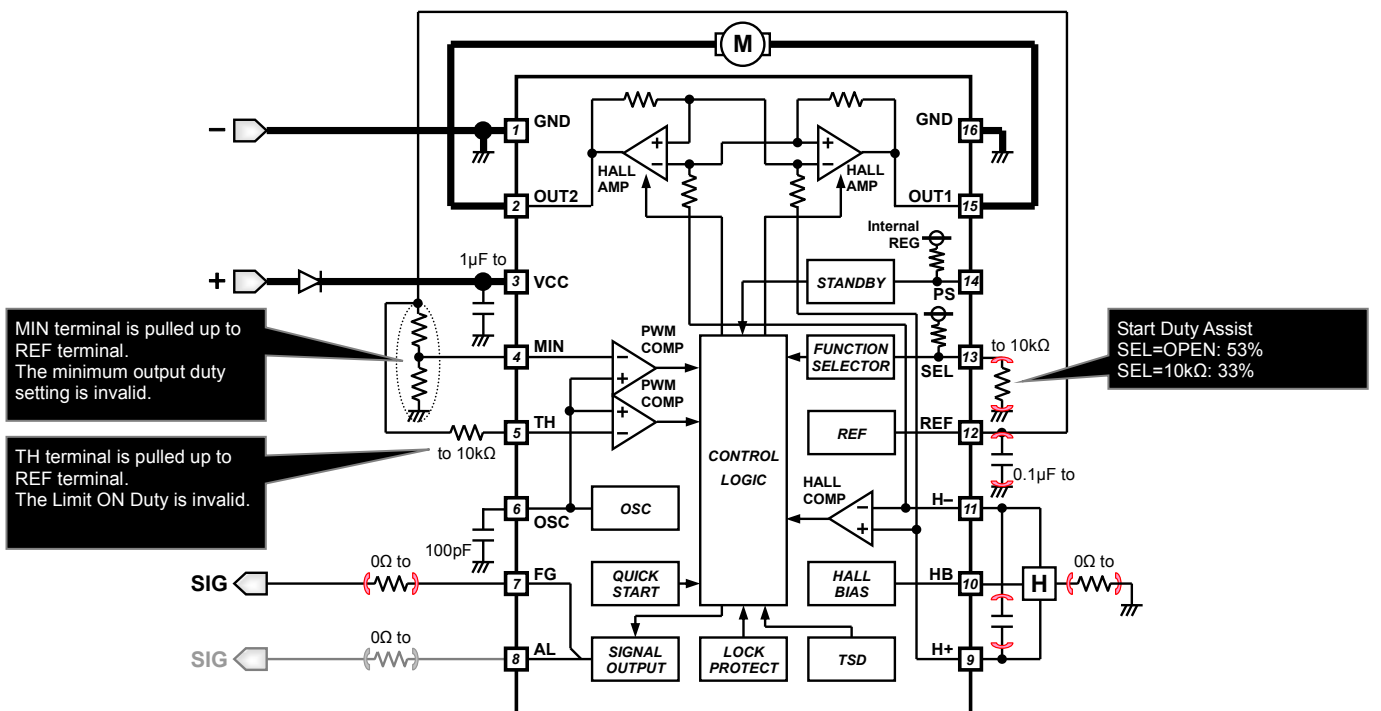 M
− 1 GND
GND 16
HALL AMP
HALL AMP
+
−
+
−
2 OUT2
OUT1 15
Internal REG
1µF to
+ 3 VCC
STANDBY
PS 14
MIN terminal is pulled up to
REF terminal.
The minimum output duty
setting is invalid.
Start Duty Assist
SEL=OPEN: 53%
SEL=10kΩ: 33%
4 MIN
PWM COMP
−
+
PWM COMP
+
−
FUNCTION SELECTOR
SEL 13
to 10kΩ
5 TH
to 10kΩ
REF
REF 12
0.1µF to
TH terminal is pulled up to
REF terminal.
The Limit ON Duty is invalid.
CONTROL LOGIC
HALL COMP
−
+
H− 11
6 OSC
OSC
100pF
SIG
0Ω to
7 FG
QUICK START
HALL BIAS
HB 10
H
0Ω to
SIG
0Ω to
8 AL
SIGNAL OUTPUT
LOCK PROTECT
TSD
H+ 9